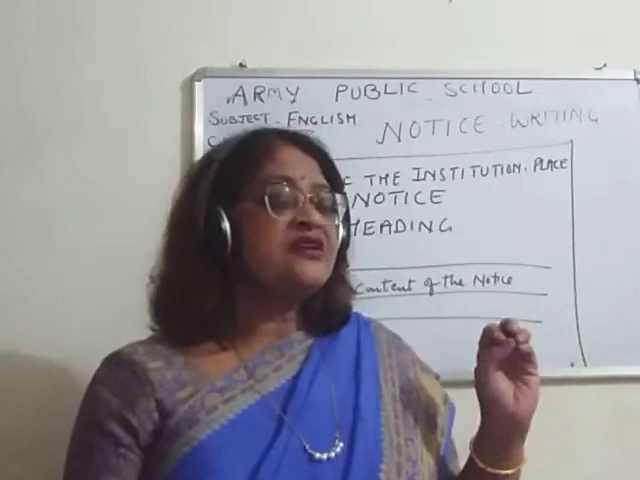 ARMY PUBLIC SCHOOL
SUBJECT - ENGLISH
NOTICE - WRITING
THE INSTITUTION, PLACE
NOTICE
HEADING
Content of the Notice